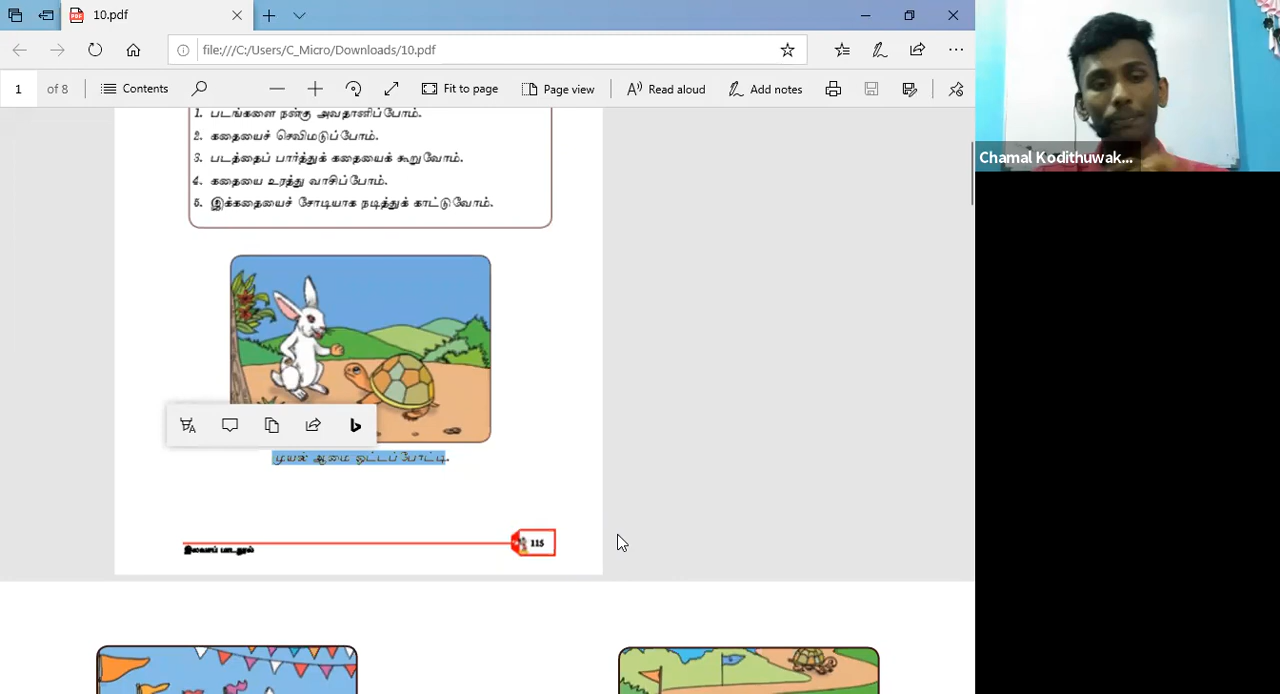 10.pdf
file:///C:/Users/C_Micro/Downloads/10.pdf
1 of 8 Contents Fit to page Page view Read aloud Add notes
Chamal Kodithuwak...
1. படங்களை நன்கு அவதானிப்போம்.
2. கதையைச் செவிமடுப்போம்.
3. படத்தைப் பார்த்துக் கதையைக் கூறுவோம்.
4. கதையை உரத்து வாசிப்போம்.
5. இக்கதையைச் சோடியாக நடித்துக் காட்டுவோம்.
முயல் ஆமை ஓட்டப்போட்டி.
இலவசப் பாடநூல்
115